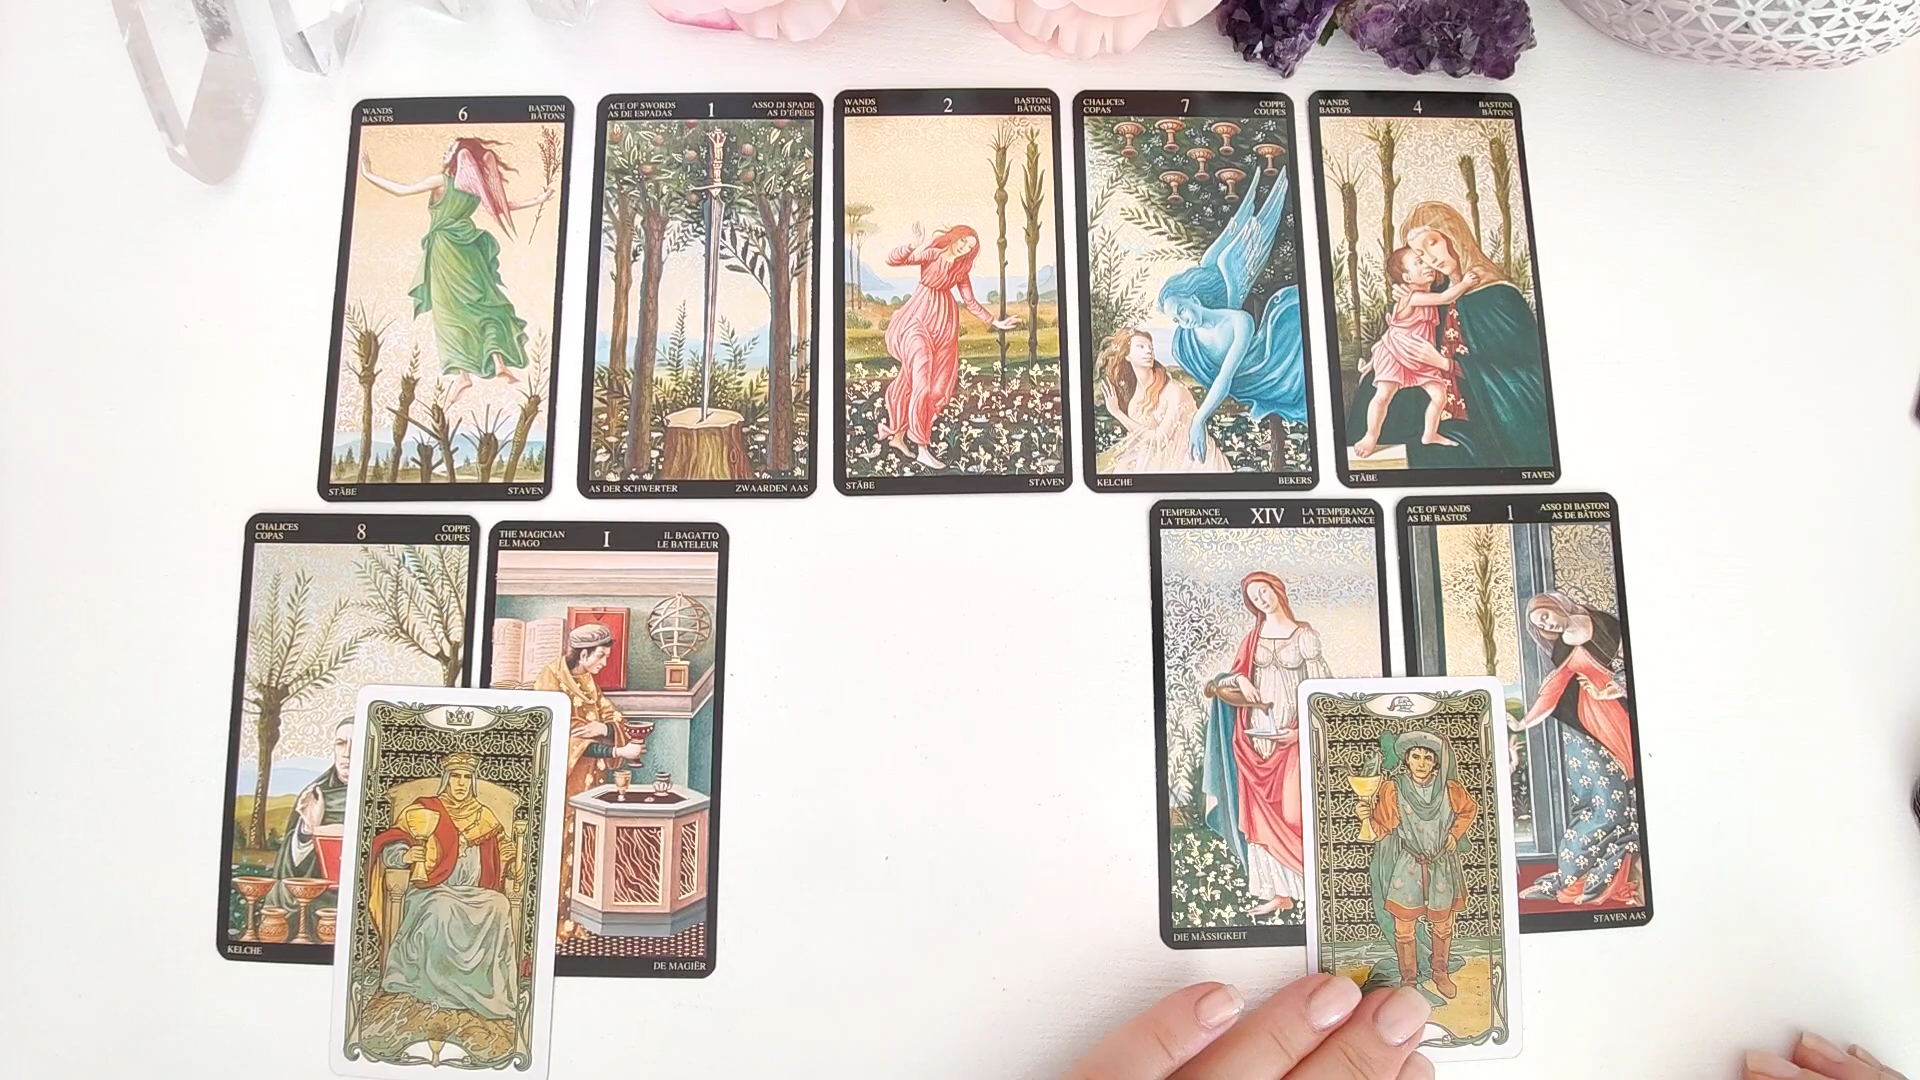 WANDS
BASTOS
6
BASTONI
BÂTONS
STÄBE
STAVEN
ACE OF SWORDS
AS DE ESPADAS
1
ASSO DI SPADE
AS D'ÉPÉES
AS DER SCHWERTER
ZWAARDEN AAS
WANDS
BASTOS
2
BASTONI
BÂTONS
STÄBE
STAVEN
CHALICES
COPAS
7
COPPE
COUPES
KELCHE
BEKERS
WANDS
BASTOS
4
BASTONI
BÂTONS
STÄBE
STAVEN
CHALICES
COPAS
8
COPPE
COUPES
KELCHE
THE MAGICIAN
EL MAGO
I
IL BAGATTO
LE BATELEUR
DE MAGIËR
TEMPERANCE
LA TEMPLANZA
XIV
LA TEMPERANZA
LA TEMPÉRANCE
DIE MÄSSIGKEIT
ACE OF WANDS
AS DE BASTOS
1
ASSO DI BASTONI
AS DE BÂTONS
STAVEN AAS